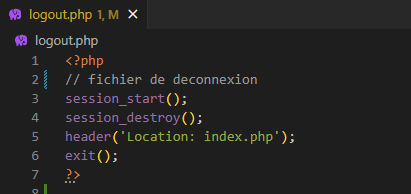 logout.php 1, M
logout.php
1 <?php
2 // fichier de deconnexion
3 session_start();
4 session_destroy();
5 header('Location: index.php');
6 exit();
7 ?>
8